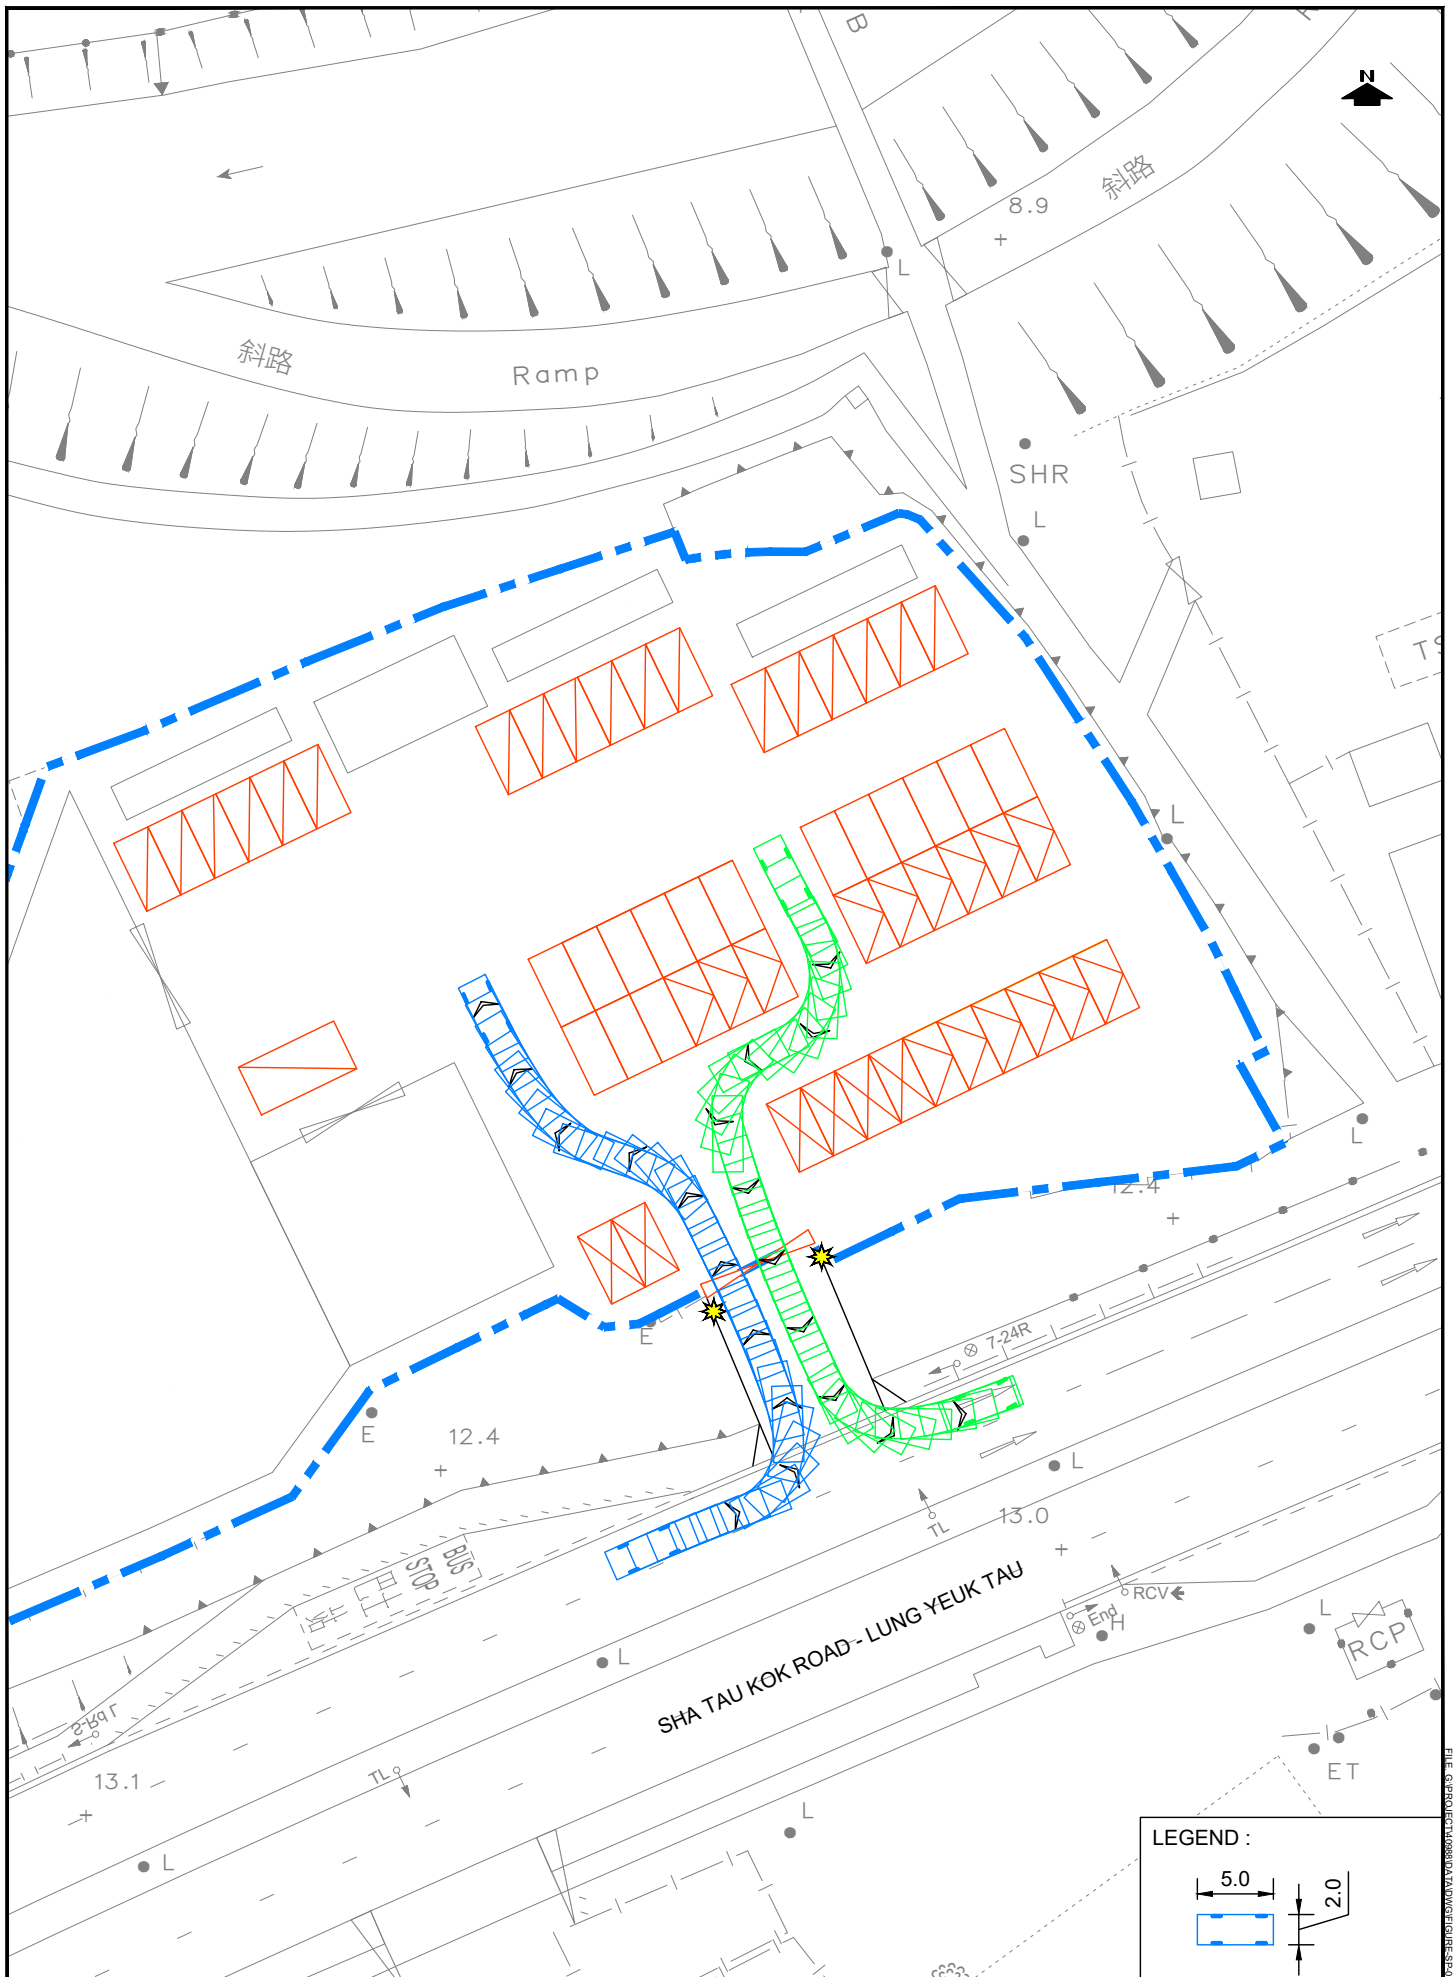 B
N
斜路
8.9
L
斜路
Ramp
SHR
L
TS
L
12.4
L
E
7-24R
E
12.4
L
TL
13.0
BUS
STOP
SHA TAU KOK ROAD - LUNG YEUK TAU
RCV
End
H
L
RCP
L
S-Rd L
TL
13.1
ET
L
L
LEGEND :
5.0
2.0